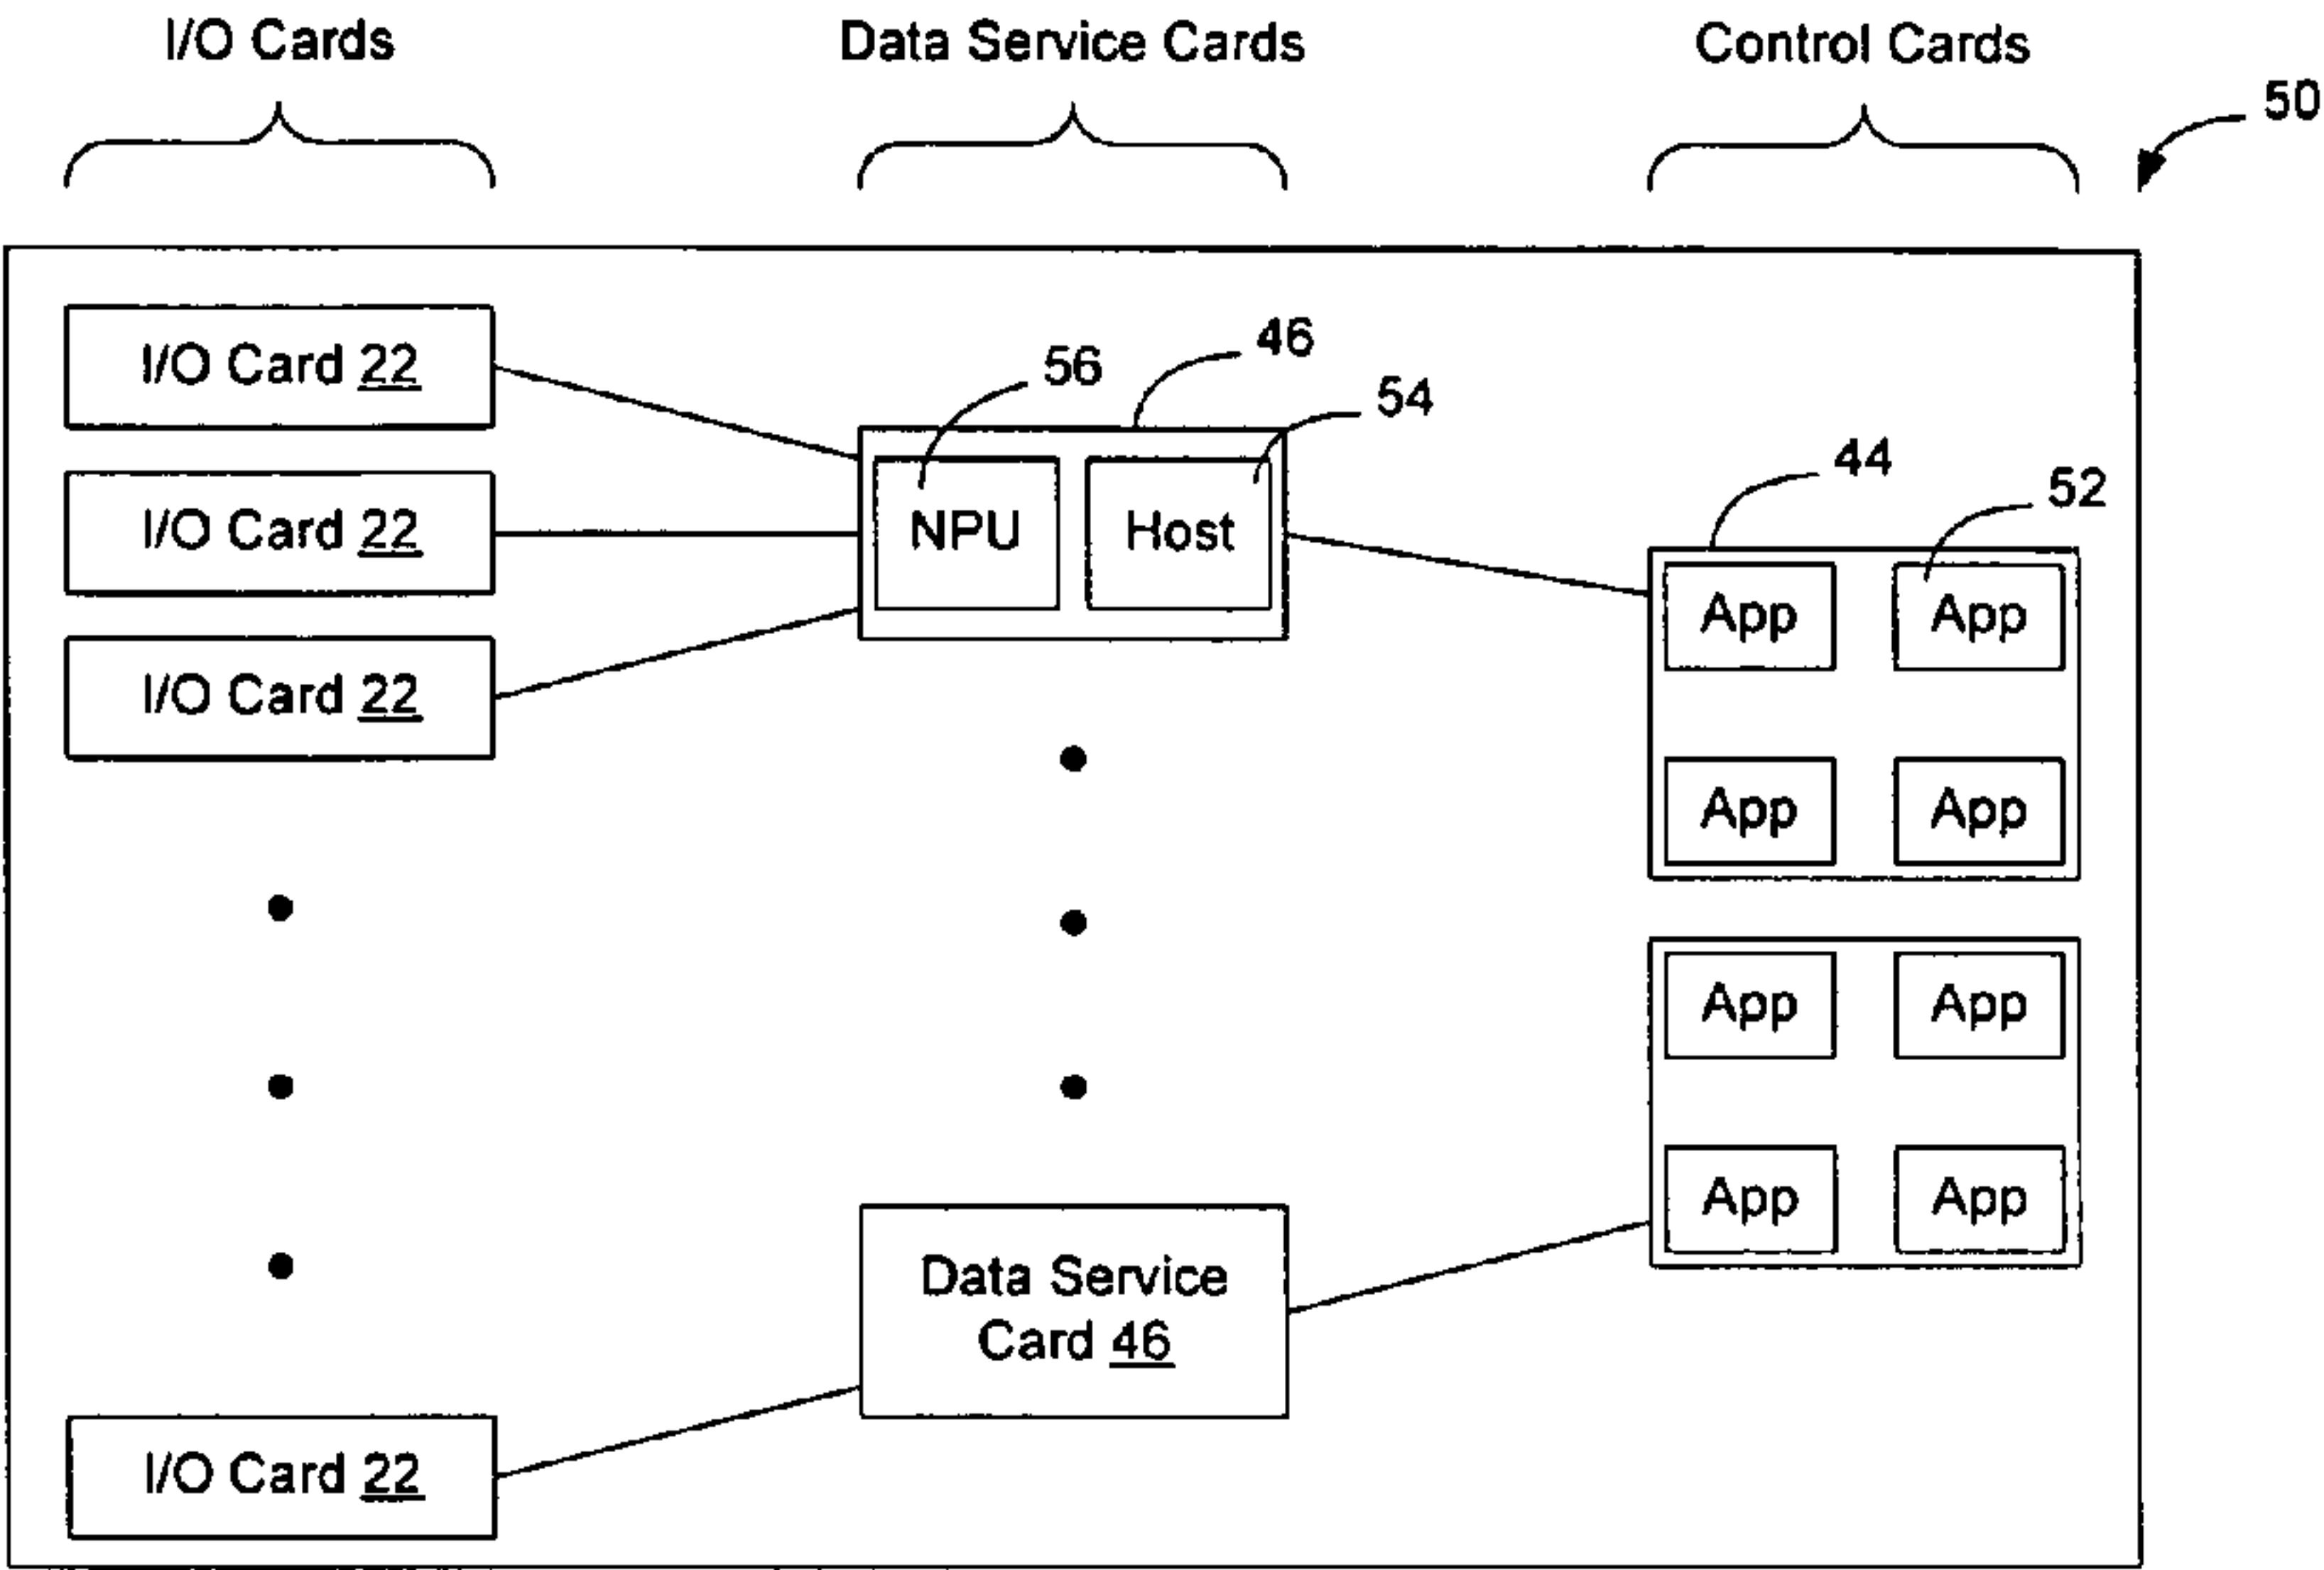 I/O Cards
Data Service Cards
Control Cards
50
I/O Card 22
46
56
54
I/O Card 22
NPU
Host
44
52
I/O Card 22
App
App
App
App
App
App
App
App
Data Service
Card 46
I/O Card 22